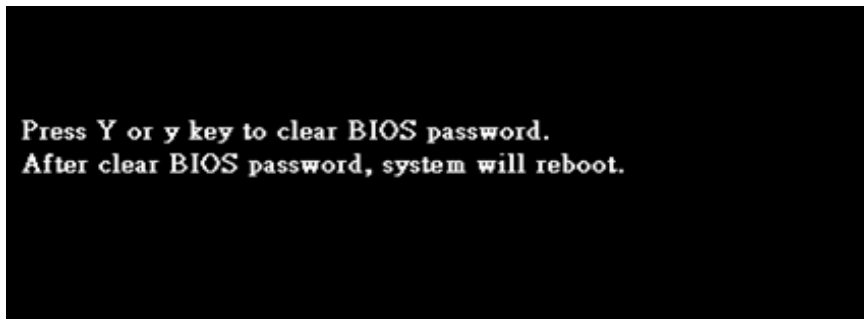 Press Y or y key to clear BIOS password.
After clear BIOS password, system will reboot.